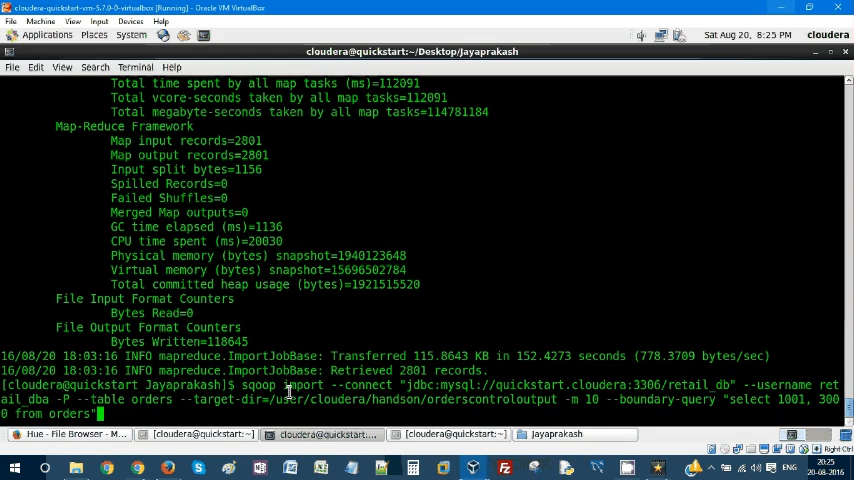 cloudera-quickstart-vm-5.7.0-0-virtualbox [Running] - Oracle VM VirtualBox
File Machine View Input Devices Help
Applications Places System
Sat Aug 20, 8:25 PM cloudera
cloudera@quickstart:~/Desktop/Jayaprakash
File Edit View Search Terminal Help
Total time spent by all map tasks (ms)=112091
Total vcore-seconds taken by all map tasks=112091
Total megabyte-seconds taken by all map tasks=114781184
Map-Reduce Framework
Map input records=2801
Map output records=2801
Input split bytes=1156
Spilled Records=0
Failed Shuffles=0
Merged Map outputs=0
GC time elapsed (ms)=1136
CPU time spent (ms)=20030
Physical memory (bytes) snapshot=1940123648
Virtual memory (bytes) snapshot=15696502784
Total committed heap usage (bytes)=1921515520
File Input Format Counters
Bytes Read=0
File Output Format Counters
Bytes Written=118645
16/08/20 18:03:16 INFO mapreduce.ImportJobBase: Transferred 115.8643 KB in 152.4273 seconds (778.3709 bytes/sec)
16/08/20 18:03:16 INFO mapreduce.ImportJobBase: Retrieved 2801 records.
[cloudera@quickstart Jayaprakash]$ sqoop import --connect "jdbc:mysql://quickstart.cloudera:3306/retail_db" --username ret
ail_dba -P --table orders --target-dir=/user/cloudera/handson/orderscontroloutput -m 10 --boundary-query "select 1001, 300
0 from orders"
Hue - File Browser - M... [cloudera@quickstart:... cloudera@quickstart:... [cloudera@quickstart:... Jayaprakash
Right Ctrl
ENG
20:25
20-08-2016